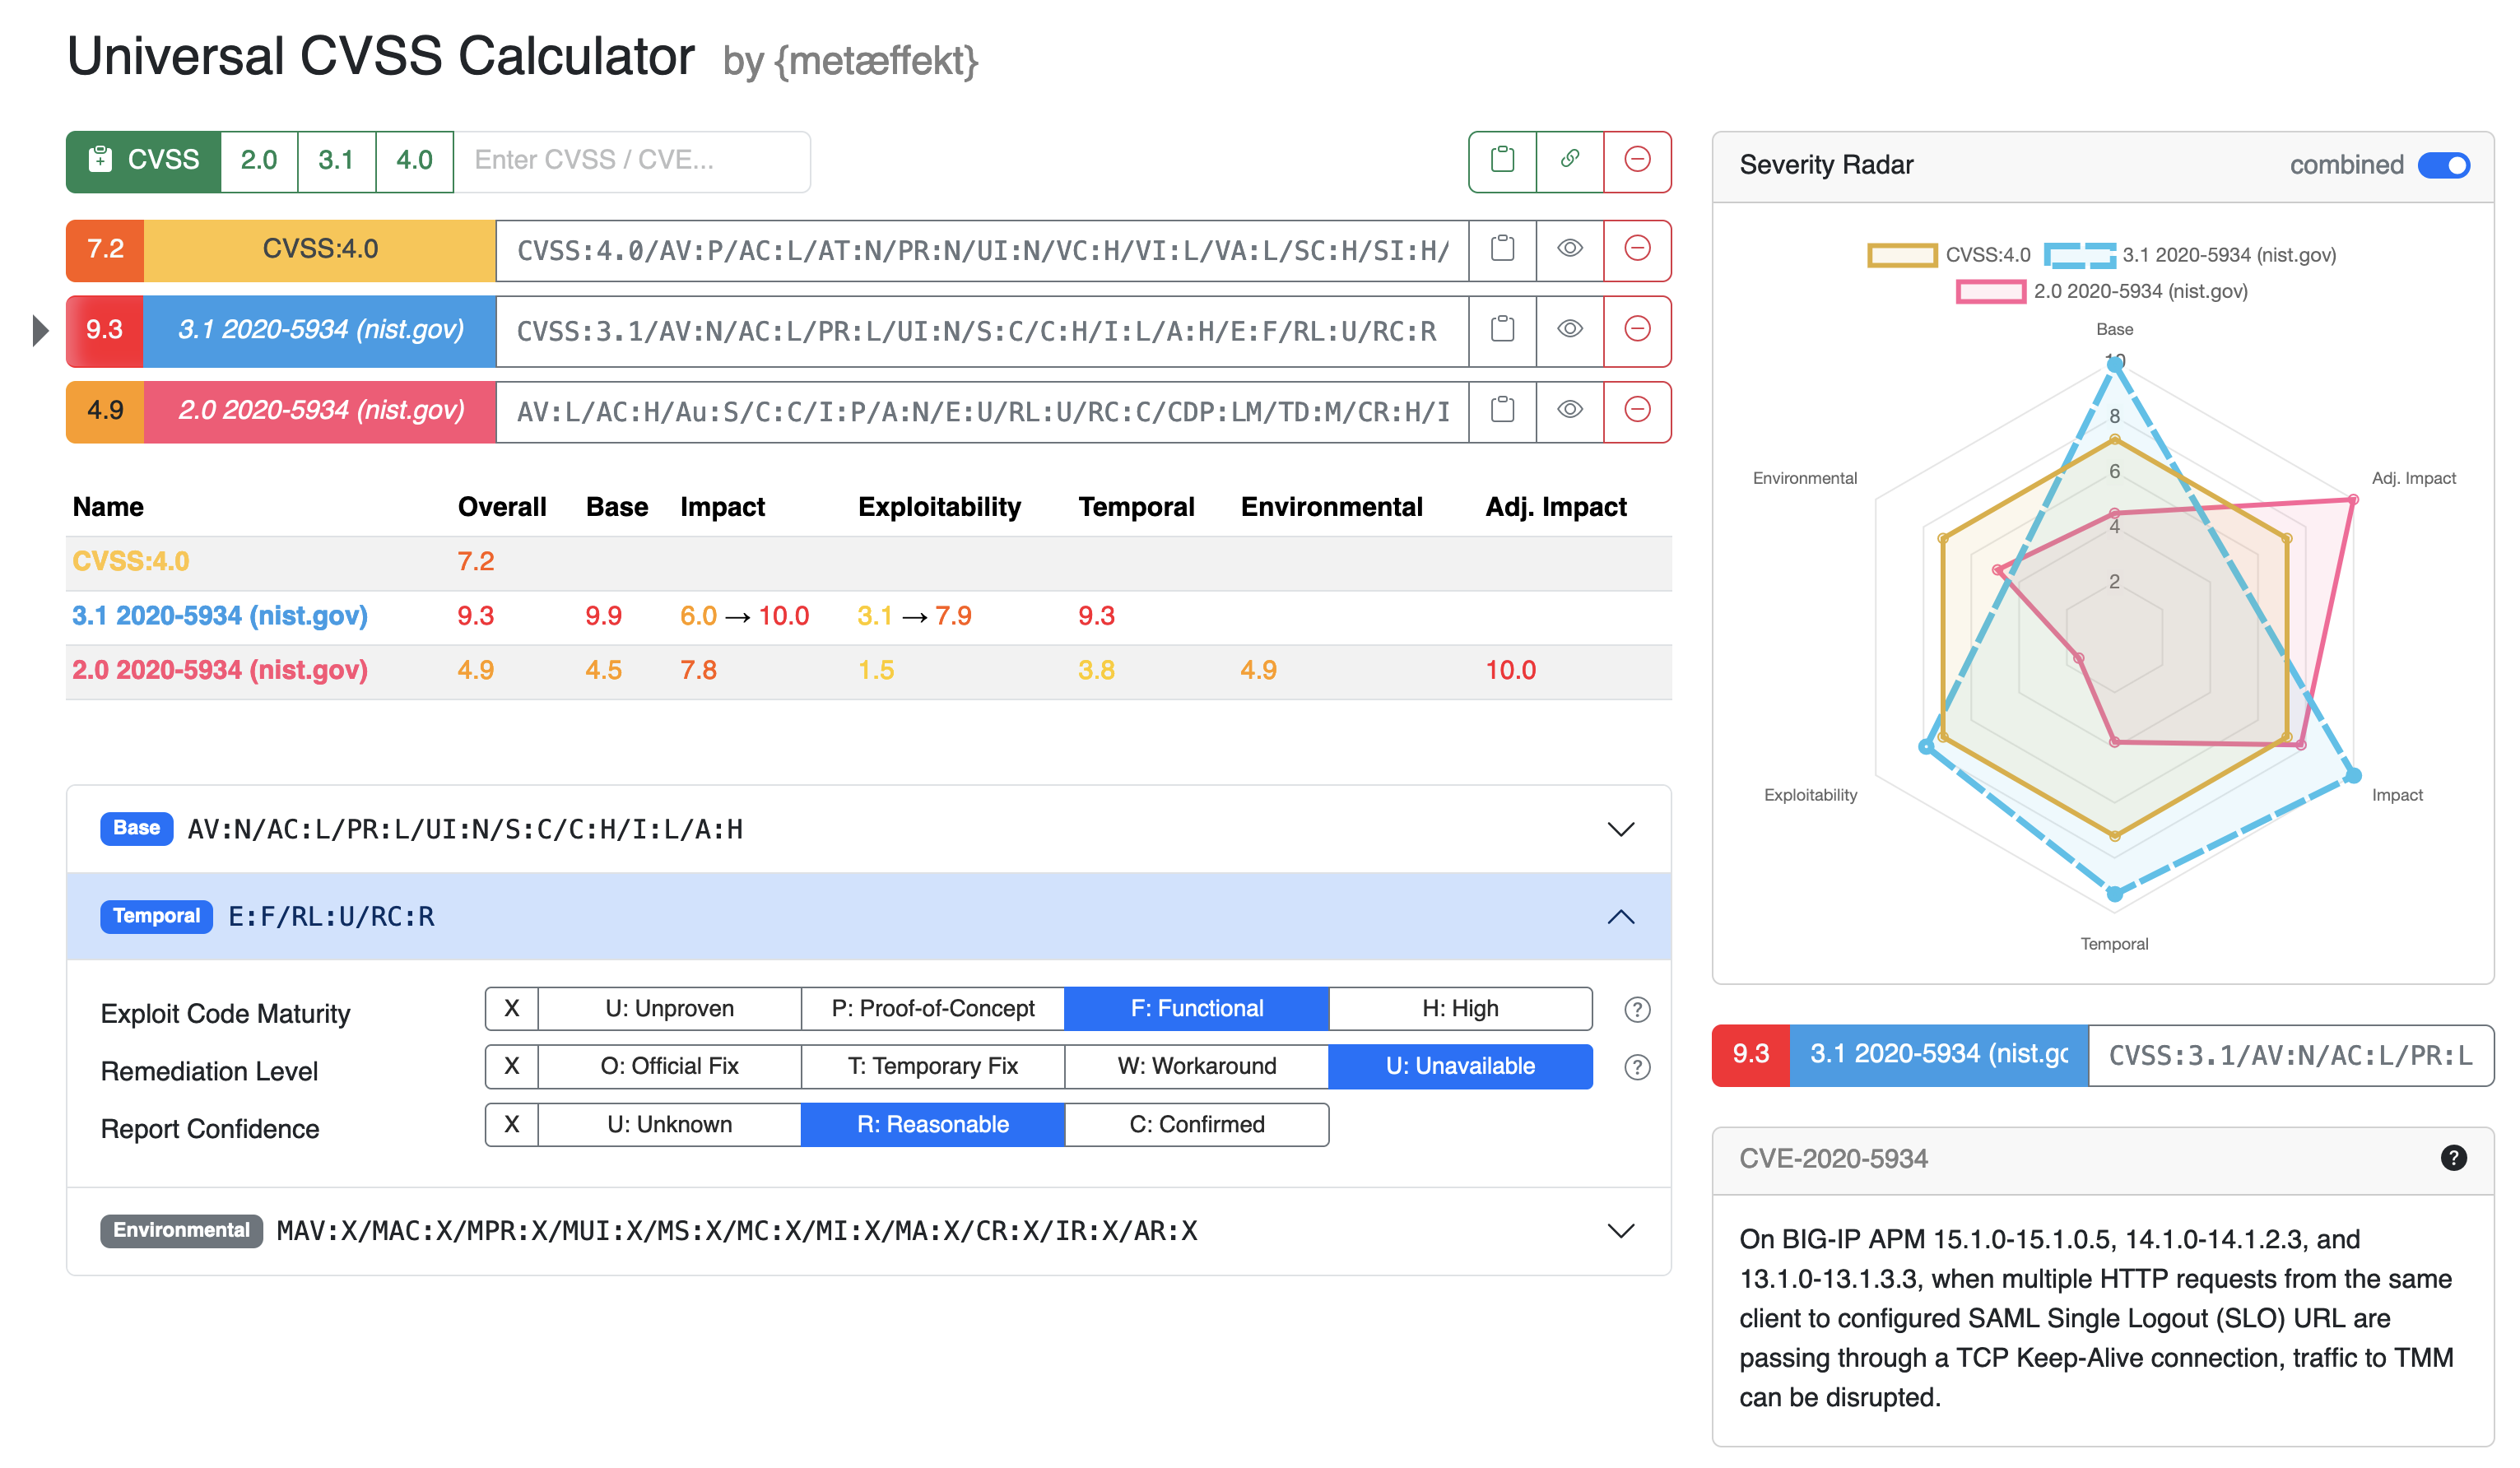 Universal CVSS Calculator by {metæffekt}
CVSS 2.0 3.1 4.0 Enter CVSS / CVE...
7.2 CVSS:4.0 CVSS:4.0/AV:P/AC:L/AT:N/PR:N/UI:N/VC:H/VI:L/VA:L/SC:H/SI:H/
9.3 3.1 2020-5934 (nist.gov) CVSS:3.1/AV:N/AC:L/PR:L/UI:N/S:C/C:H/I:L/A:H/E:F/RL:U/RC:R
4.9 2.0 2020-5934 (nist.gov) AV:L/AC:H/Au:S/C:C/I:P/A:N/E:U/RL:U/RC:C/CDP:LM/TD:M/CR:H/I
Name Overall Base Impact Exploitability Temporal Environmental Adj. Impact
CVSS:4.0 7.2
3.1 2020-5934 (nist.gov) 9.3 9.9 6.0 → 10.0 3.1 → 7.9 9.3
2.0 2020-5934 (nist.gov) 4.9 4.5 7.8 1.5 3.8 4.9 10.0
Base AV:N/AC:L/PR:L/UI:N/S:C/C:H/I:L/A:H
Temporal E:F/RL:U/RC:R
Exploit Code Maturity X U: Unproven P: Proof-of-Concept F: Functional H: High ?
Remediation Level X O: Official Fix T: Temporary Fix W: Workaround U: Unavailable ?
Report Confidence X U: Unknown R: Reasonable C: Confirmed
Environmental MAV:X/MAC:X/MPR:X/MUI:X/MS:X/MC:X/MI:X/MA:X/CR:X/IR:X/AR:X
Severity Radar combined
CVSS:4.0 3.1 2020-5934 (nist.gov)
2.0 2020-5934 (nist.gov)
Base
10
8
Environmental 6 Adj. Impact
4
2
Exploitability Impact
Temporal
9.3 3.1 2020-5934 (nist.gc CVSS:3.1/AV:N/AC:L/PR:L
CVE-2020-5934 ?
On BIG-IP APM 15.1.0-15.1.0.5, 14.1.0-14.1.2.3, and
13.1.0-13.1.3.3, when multiple HTTP requests from the same
client to configured SAML Single Logout (SLO) URL are
passing through a TCP Keep-Alive connection, traffic to TMM
can be disrupted.